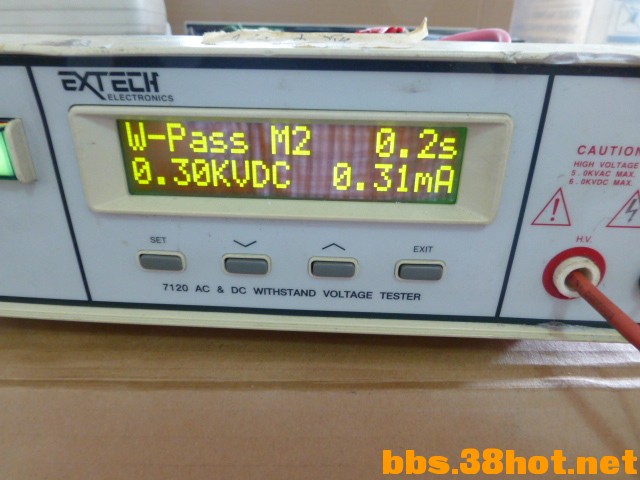 EXTECH
ELECTRONICS
W-Pass M2 0.2s
0.30KVDC 0.31mA
SET
EXIT
7120 AC & DC WITHSTAND VOLTAGE TESTER
CAUTION
HIGH VOLTAGE
5.0KVAC MAX.
6.0KVDC MAX.
H.V.
bbs.38hot.net